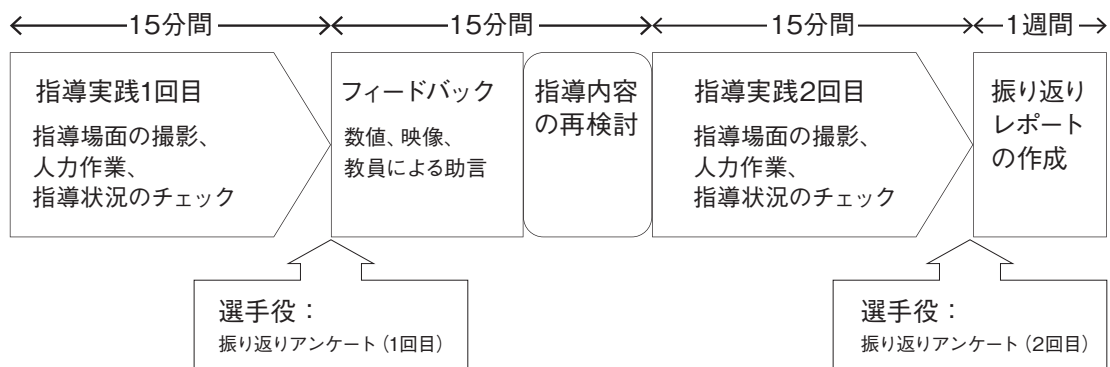 15分間
15分間
15分間
1週間
指導実践1回目
指導場面の撮影、
人力作業、
指導状況のチェック
フィードバック
数値、映像、
教員による助言
指導内容
の再検討
指導実践2回目
指導場面の撮影、
人力作業、
指導状況のチェック
振り返り
レポート
の作成
選手役：
振り返りアンケート（1回目）
選手役：
振り返りアンケート（2回目）